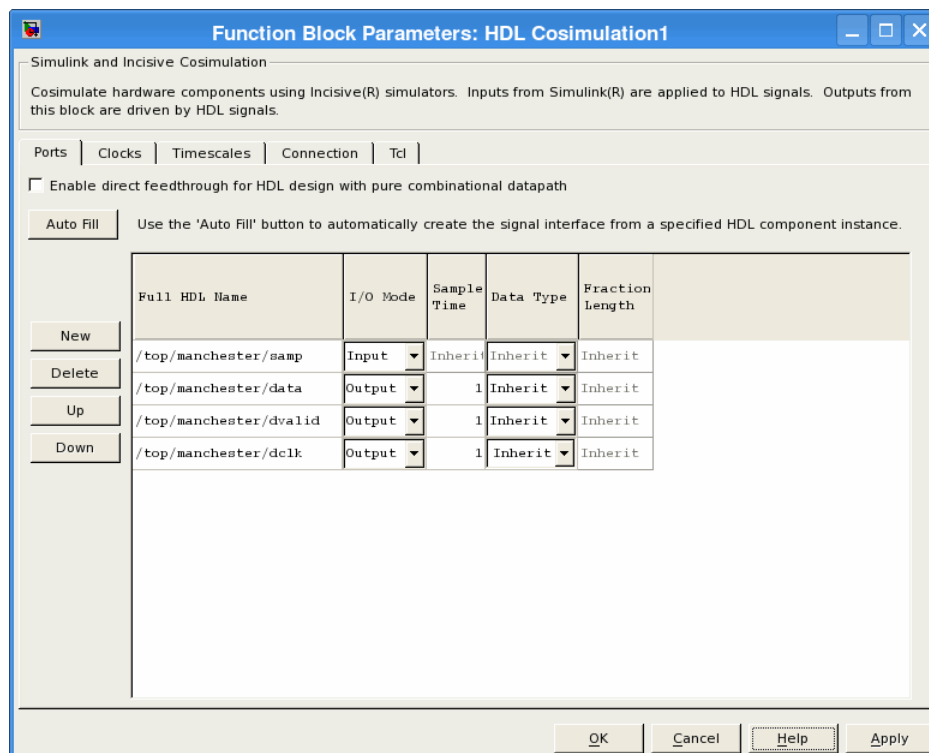 Function Block Parameters: HDL Cosimulation1
Simulink and Incisive Cosimulation
Cosimulate hardware components using Incisive(R) simulators. Inputs from Simulink(R) are applied to HDL signals. Outputs from
this block are driven by HDL signals.
Ports Clocks Timescales Connection Tcl
Enable direct feedthrough for HDL design with pure combinational datapath
Auto Fill Use the 'Auto Fill' button to automatically create the signal interface from a specified HDL component instance.
Full HDL Name I/O Mode Sample Time Data Type Fraction Length
New
/top/manchester/samp Input Inherit Inherit Inherit
Delete
/top/manchester/data Output 1 Inherit Inherit
Up
/top/manchester/dvalid Output 1 Inherit Inherit
Down
/top/manchester/dclk Output 1 Inherit Inherit
OK Cancel Help Apply